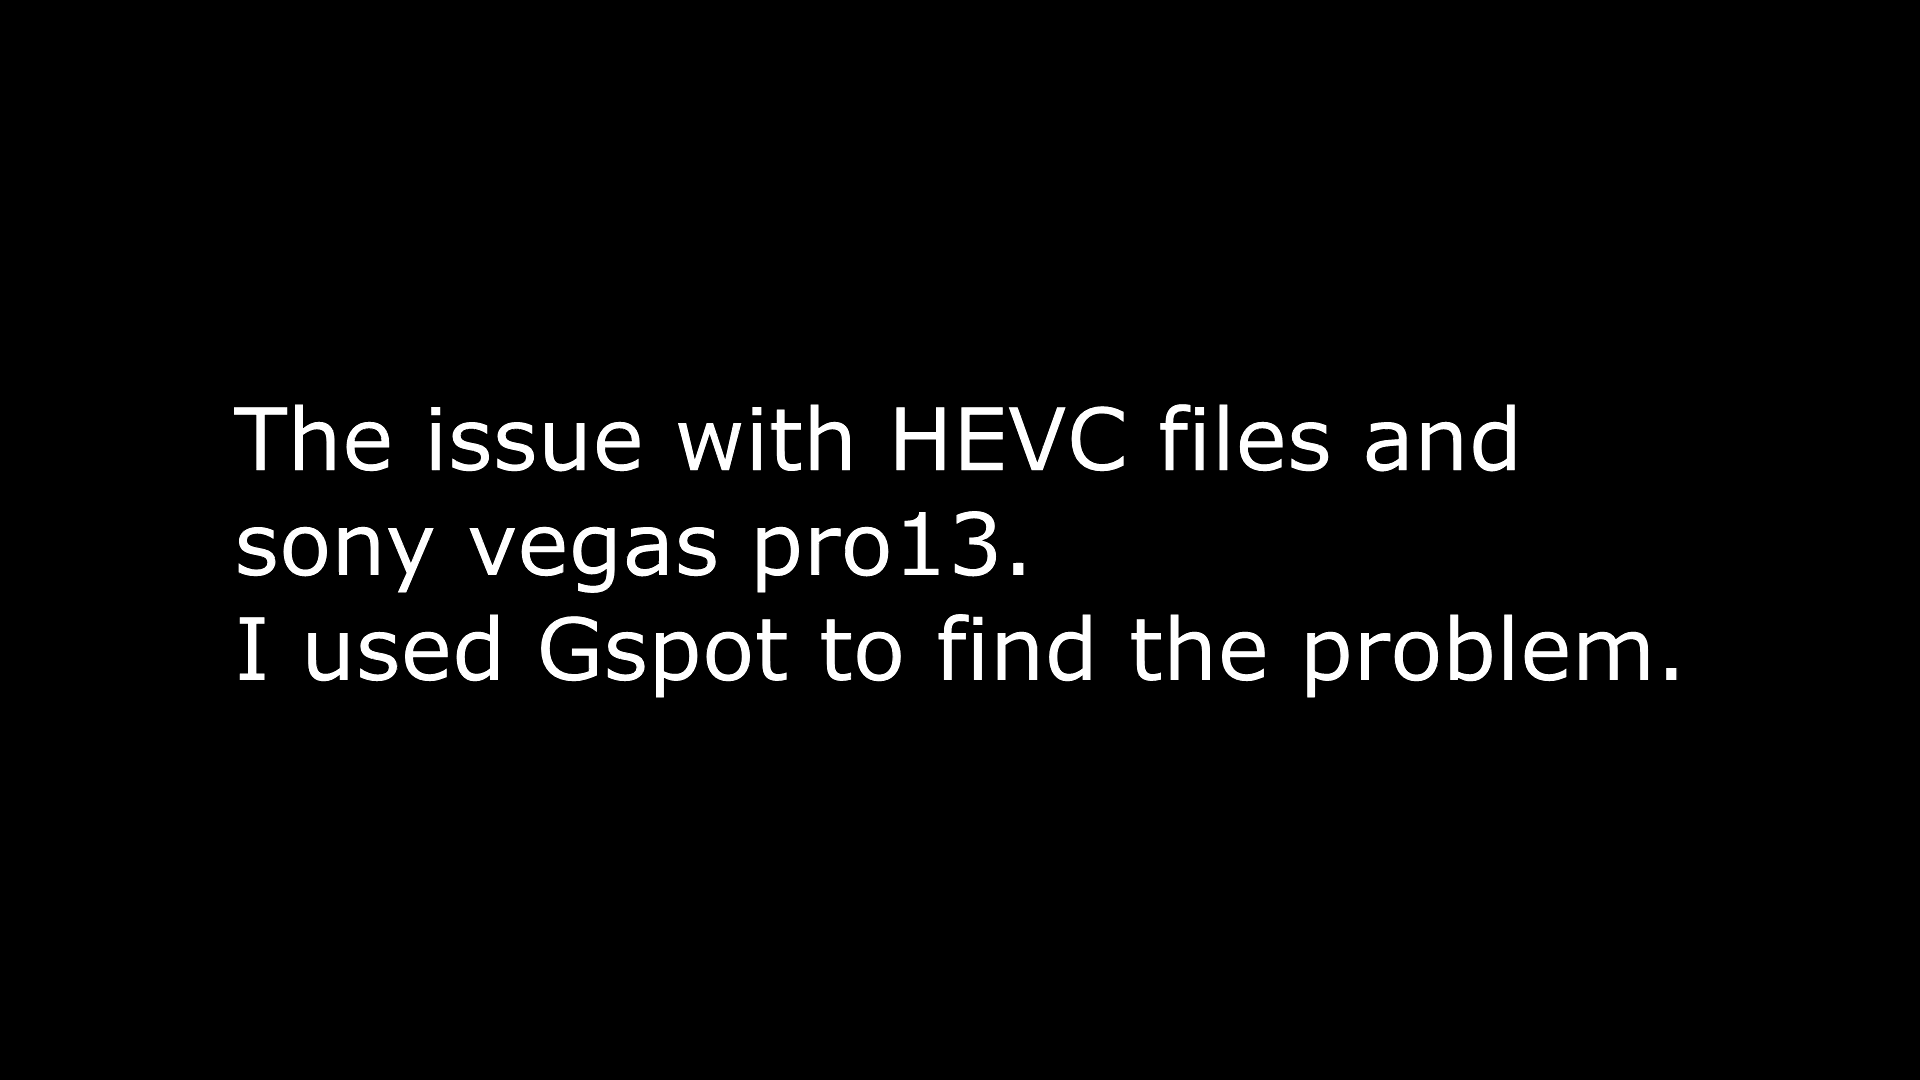 The issue with HEVC files and
sony vegas pro13.
I used Gspot to find the problem.